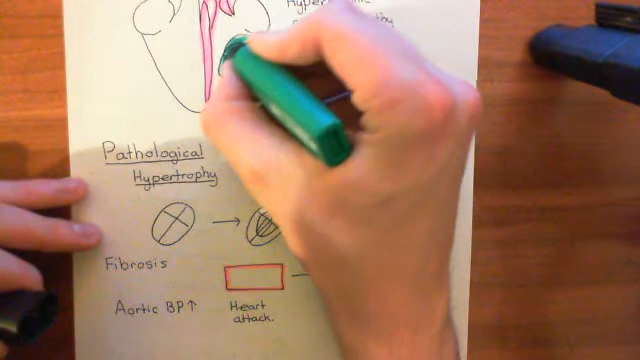 Pathological
Hypertrophy
Fibrosis
Aortic BP↑
Heart
attack.